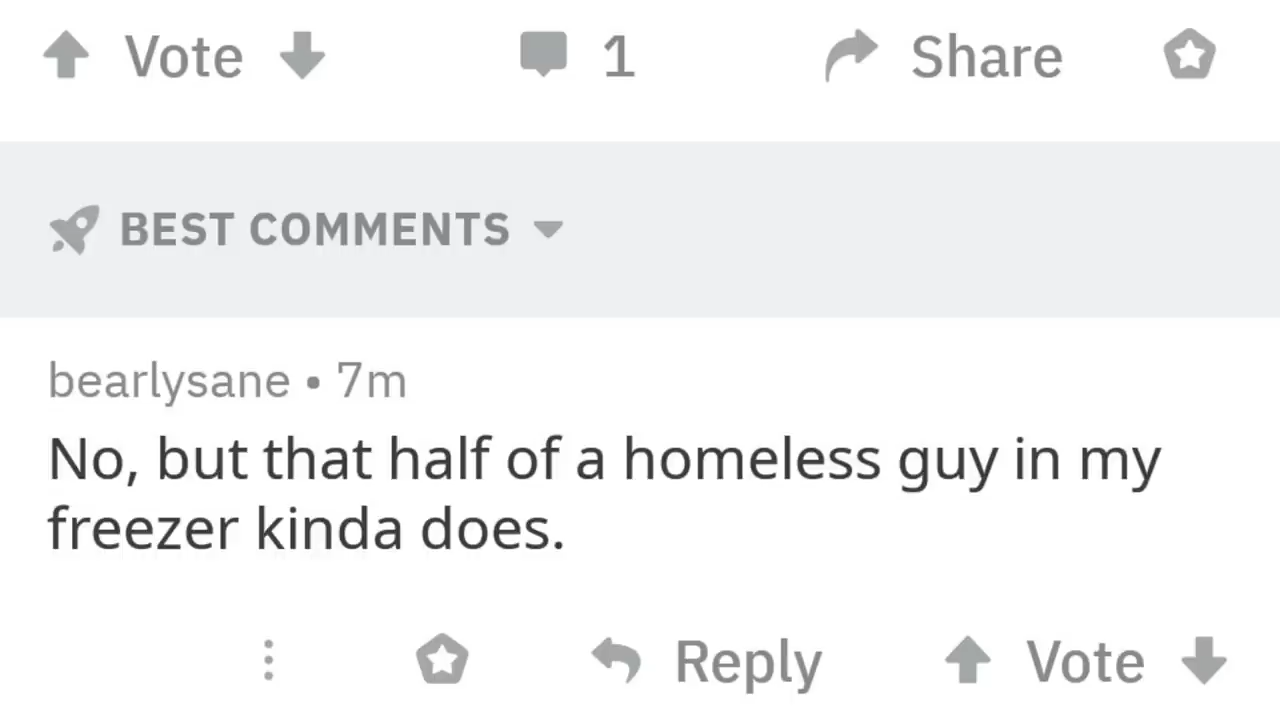 Vote 1 Share
BEST COMMENTS
bearlysane • 7m
No, but that half of a homeless guy in my
freezer kinda does.
Reply Vote